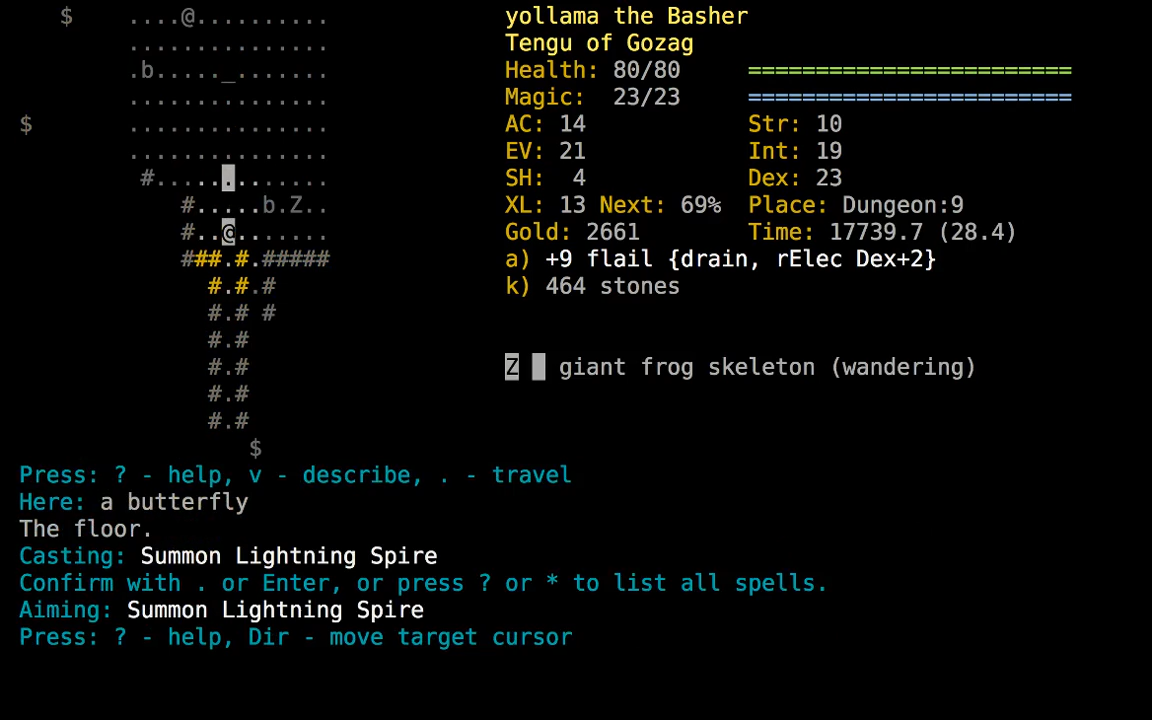 $    ....@.......... yollama the Basher
..............  Tengu of Gozag
.b....._.......  Health: 80/80 ========================
..............  Magic:  23/23 ========================
$       ..............  AC: 14  Str: 10
..............  EV: 21  Int: 19
#.............  SH:  4  Dex: 23
#.....b.Z..  XL: 13 Next: 69%  Place: Dungeon:9
#..@.......  Gold: 2661  Time: 17739.7 (28.4)
###.#.#####  a) +9 flail {drain, rElec Dex+2}
#.#.#  k) 464 stones
#.# #
#.#
#.#  Z   giant frog skeleton (wandering)
#.#
#.#
$
Press: ? - help, v - describe, . - travel
Here: a butterfly
The floor.
Casting: Summon Lightning Spire
Confirm with . or Enter, or press ? or * to list all spells.
Aiming: Summon Lightning Spire
Press: ? - help, Dir - move target cursor